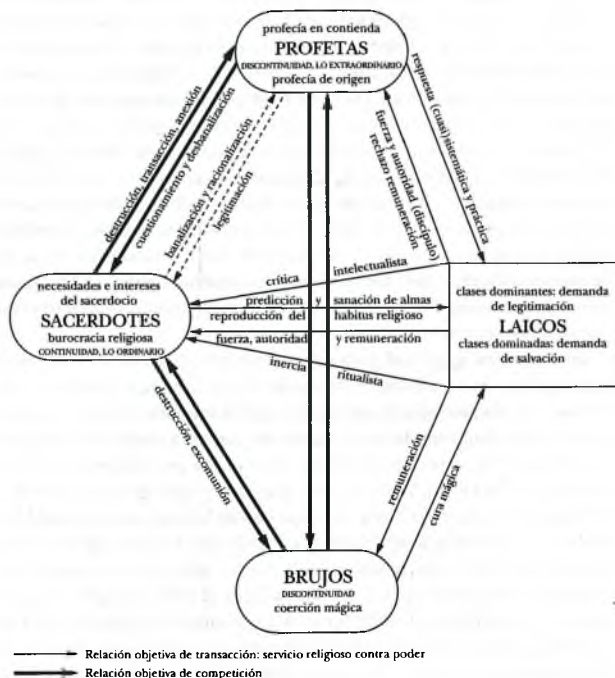 profecía en contienda
PROFETAS
DISCONTINUIDAD, LO EXTRAORDINARIO
profecía de origen
destrucción, transacción, anexión
cuestionamiento y desbanalización
banalización y racionalización
legitimación
respuesta (cuasi)sistemática y práctica
fuerza y autoridad (discípulo)
rechazo remuneración
necesidades e intereses
del sacerdocio
SACERDOTES
burocracia religiosa
CONTINUIDAD, LO ORDINARIO
crítica intelectualista
predicción y sanación de almas
reproducción del habitus religioso
fuerza, autoridad y remuneración
inercia ritualista
clases dominantes: demanda
de legitimación
LAICOS
clases dominadas: demanda
de salvación
destrucción, excomunión
remuneración
cura mágica
BRUJOS
DISCONTINUIDAD
coerción mágica
Relación objetiva de transacción: servicio religioso contra poder
Relación objetiva de competición